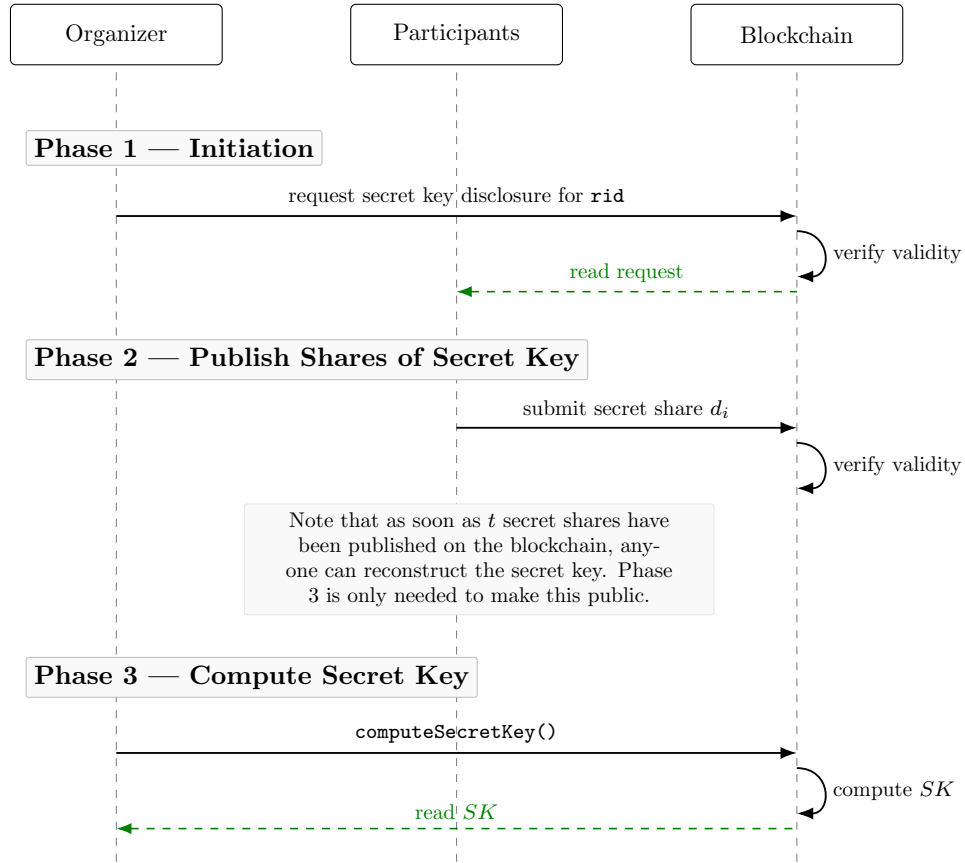 Organizer
Participants
Blockchain
Phase 1 — Initiation
request secret key disclosure for rid
verify validity
read request
Phase 2 — Publish Shares of Secret Key
submit secret share dᵢ
verify validity
Note that as soon as t secret shares have
been published on the blockchain, any-
one can reconstruct the secret key. Phase
3 is only needed to make this public.
Phase 3 — Compute Secret Key
computeSecretKey()
compute SK
read SK